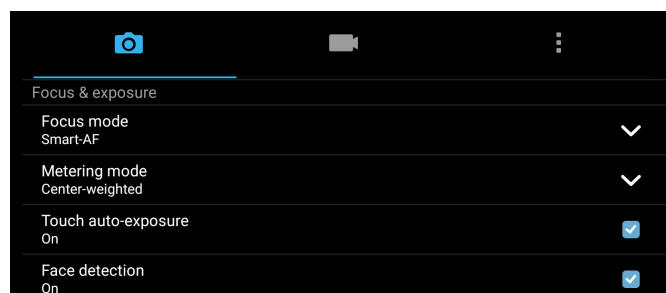 Focus & exposure
Focus mode
Smart-AF
Metering mode
Center-weighted
Touch auto-exposure
On
Face detection
On